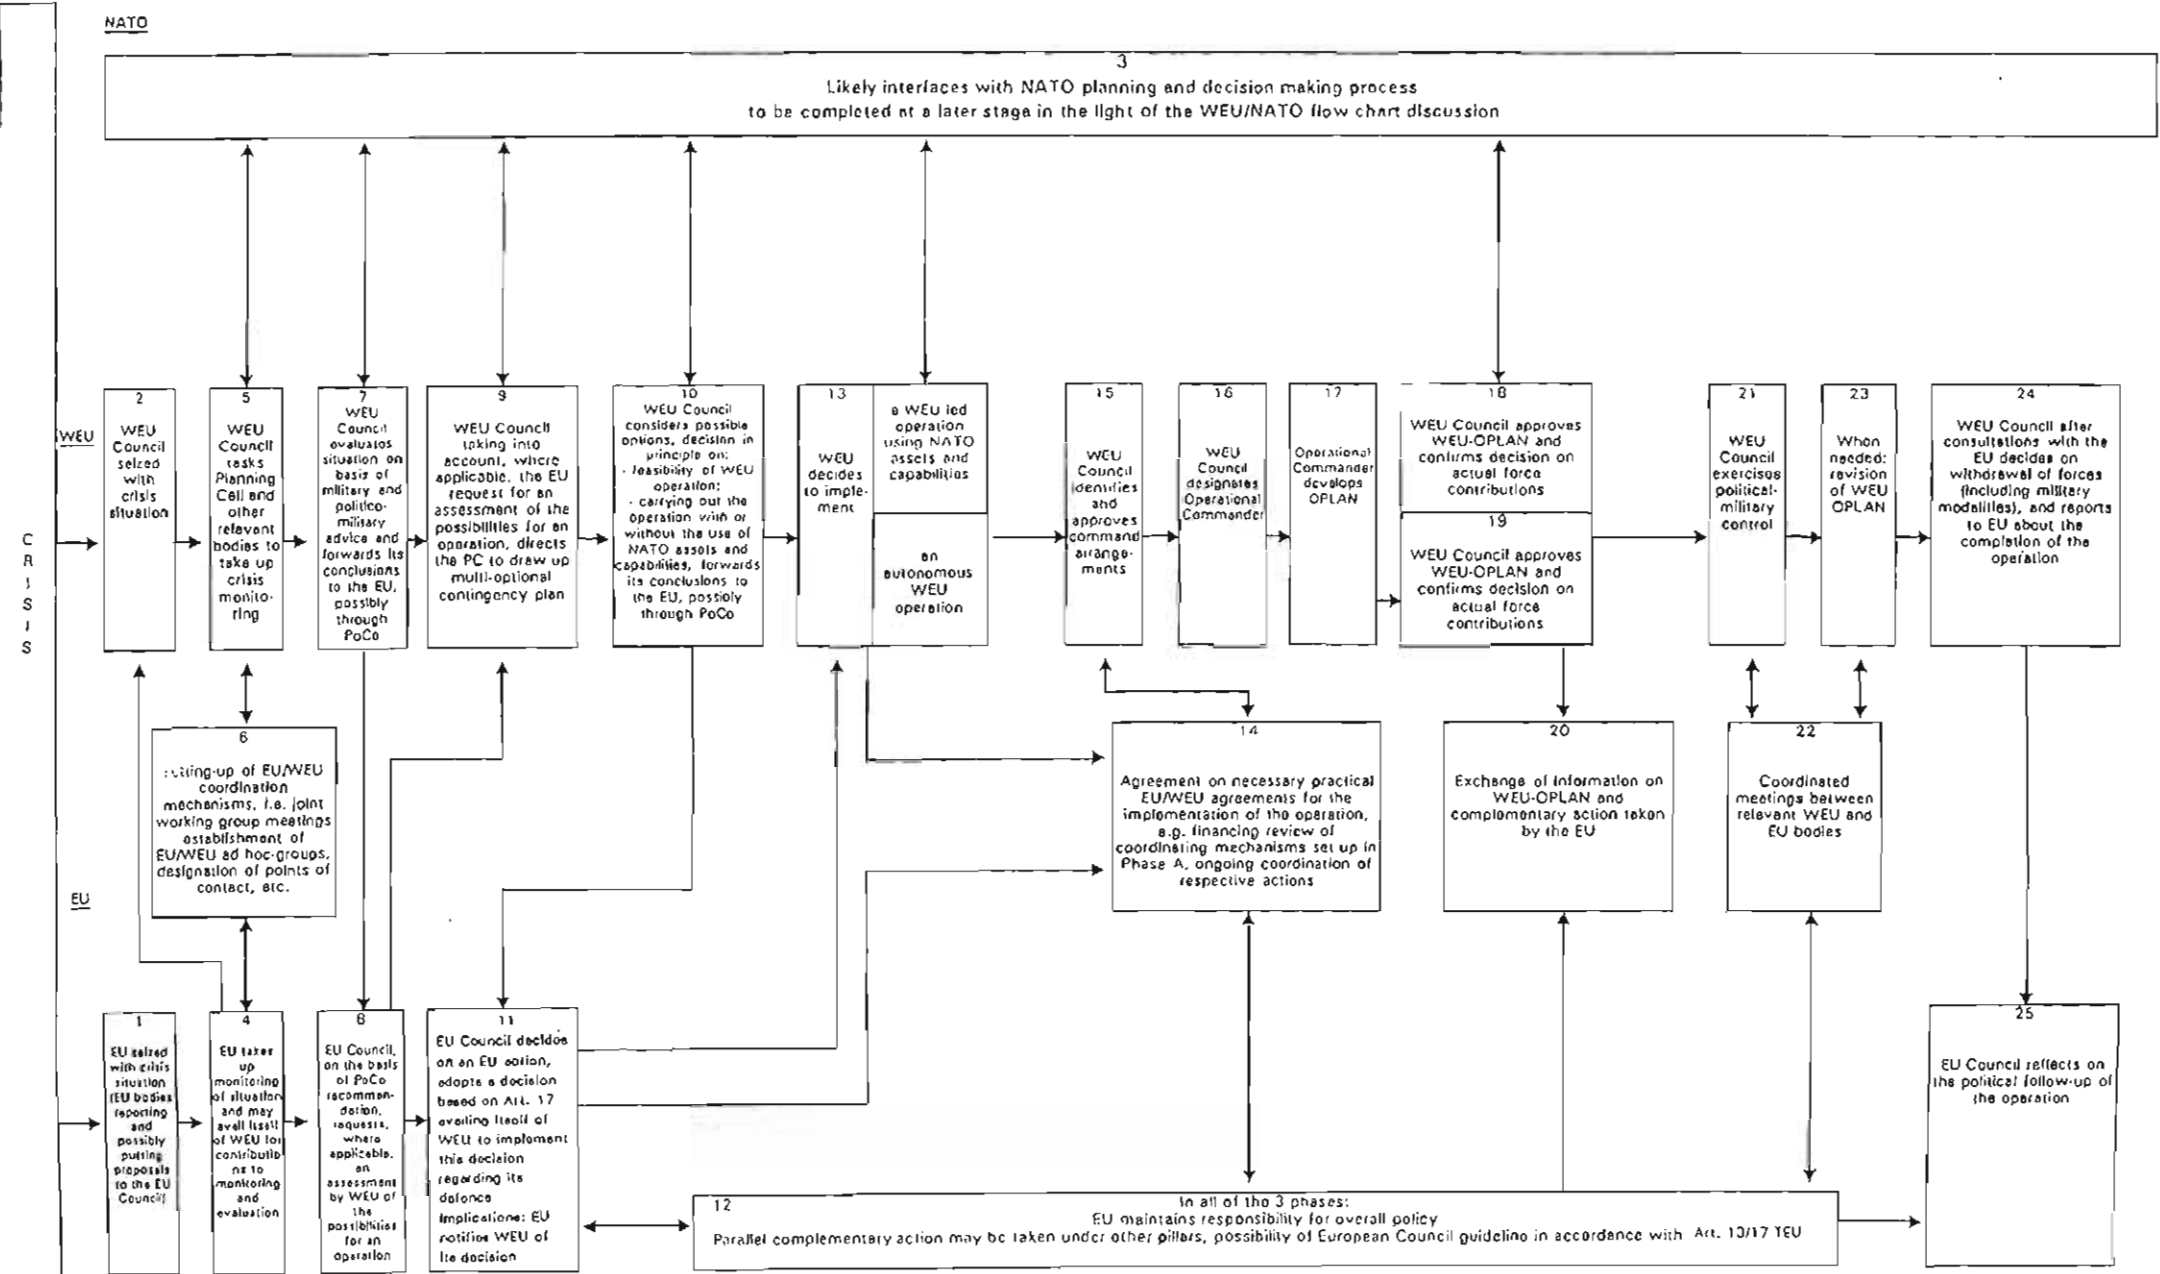 NATO
3
Likely interfaces with NATO planning and decision making process
to be completed at a later stage in the light of the WEU/NATO flow chart discussion
C
R
I
S
I
S
WEU
2
WEU
Council
seized
with
crisis
situation
5
WEU
Council
tasks
Planning
Cell and
other
relevant
bodies to
take up
crisis
monito-
ring
7
WEU
Council
evaluates
situation on
basis of
military and
politico-
military
advice and
forwards its
conclusions
to the EU,
possibly
through
PoCo
9
WEU Council
taking into
account, where
applicable, the EU
request for an
assessment of the
possibilities for an
operation, directs
the PC to draw up
multi-optional
contingency plan
10
WEU Council
considers possible
options, decision in
principle on:
- feasibility of WEU
operation;
- carrying out the
operation with or
without the use of
NATO assets and
capabilities, forwards
its conclusions to
the EU, possibly
through PoCo
13
WEU
decides
to imple-
ment
a WEU led
operation
using NATO
assets and
capabilities
an
autonomous
WEU
operation
15
WEU
Council
identifies
and
approves
command
arrange-
ments
16
WEU
Council
designates
Operational
Commander
17
Operational
Commander
develops
OPLAN
18
WEU Council approves
WEU-OPLAN and
confirms decision on
actual force
contributions
19
WEU Council approves
WEU-OPLAN and
confirms decision on
actual force
contributions
21
WEU
Council
exercises
political-
military
control
23
When
needed:
revision
of WEU
OPLAN
24
WEU Council after
consultations with the
EU decides on
withdrawal of forces
(including military
modalities), and reports
to EU about the
completion of the
operation
6
of EU/WEU
coordination
mechanisms, i.e. joint
working group meetings
establishment of
EU/WEU ad hoc-groups,
designation of points of
contact, etc.
14
Agreement on necessary practical
EU/WEU agreements for the
implementation of the operation,
e.g. financing review of
coordinating mechanisms set up in
Phase A, ongoing coordination of
respective actions
20
Exchange of information on
WEU-OPLAN and
complementary action taken
by the EU
22
Coordinated
meetings between
relevant WEU and
EU bodies
EU
1
EU seized
with crisis
situation
(EU bodies
reporting
and
possibly
putting
proposals
to the EU
Council)
4
EU takes
up
monitoring
of situation
and may
avail itself
of WEU for
contributio
ns to
monitoring
and
evaluation
8
EU Council,
on the basis
of PoCo
recommen-
dation,
requests,
where
applicable,
an
assessment
by WEU of
the
possibilities
for an
operation
11
EU Council decides
on an EU action,
adopts a decision
based on Art. 17
availing itself of
WEU to implement
this decision
regarding its
defence
implications: EU
notifies WEU of
its decision
12
In all of the 3 phases:
EU maintains responsibility for overall policy
Parallel complementary action may be taken under other pillars, possibility of European Council guideline in accordance with Art. 13/17 TEU
25
EU Council reflects on
the political follow-up of
the operation